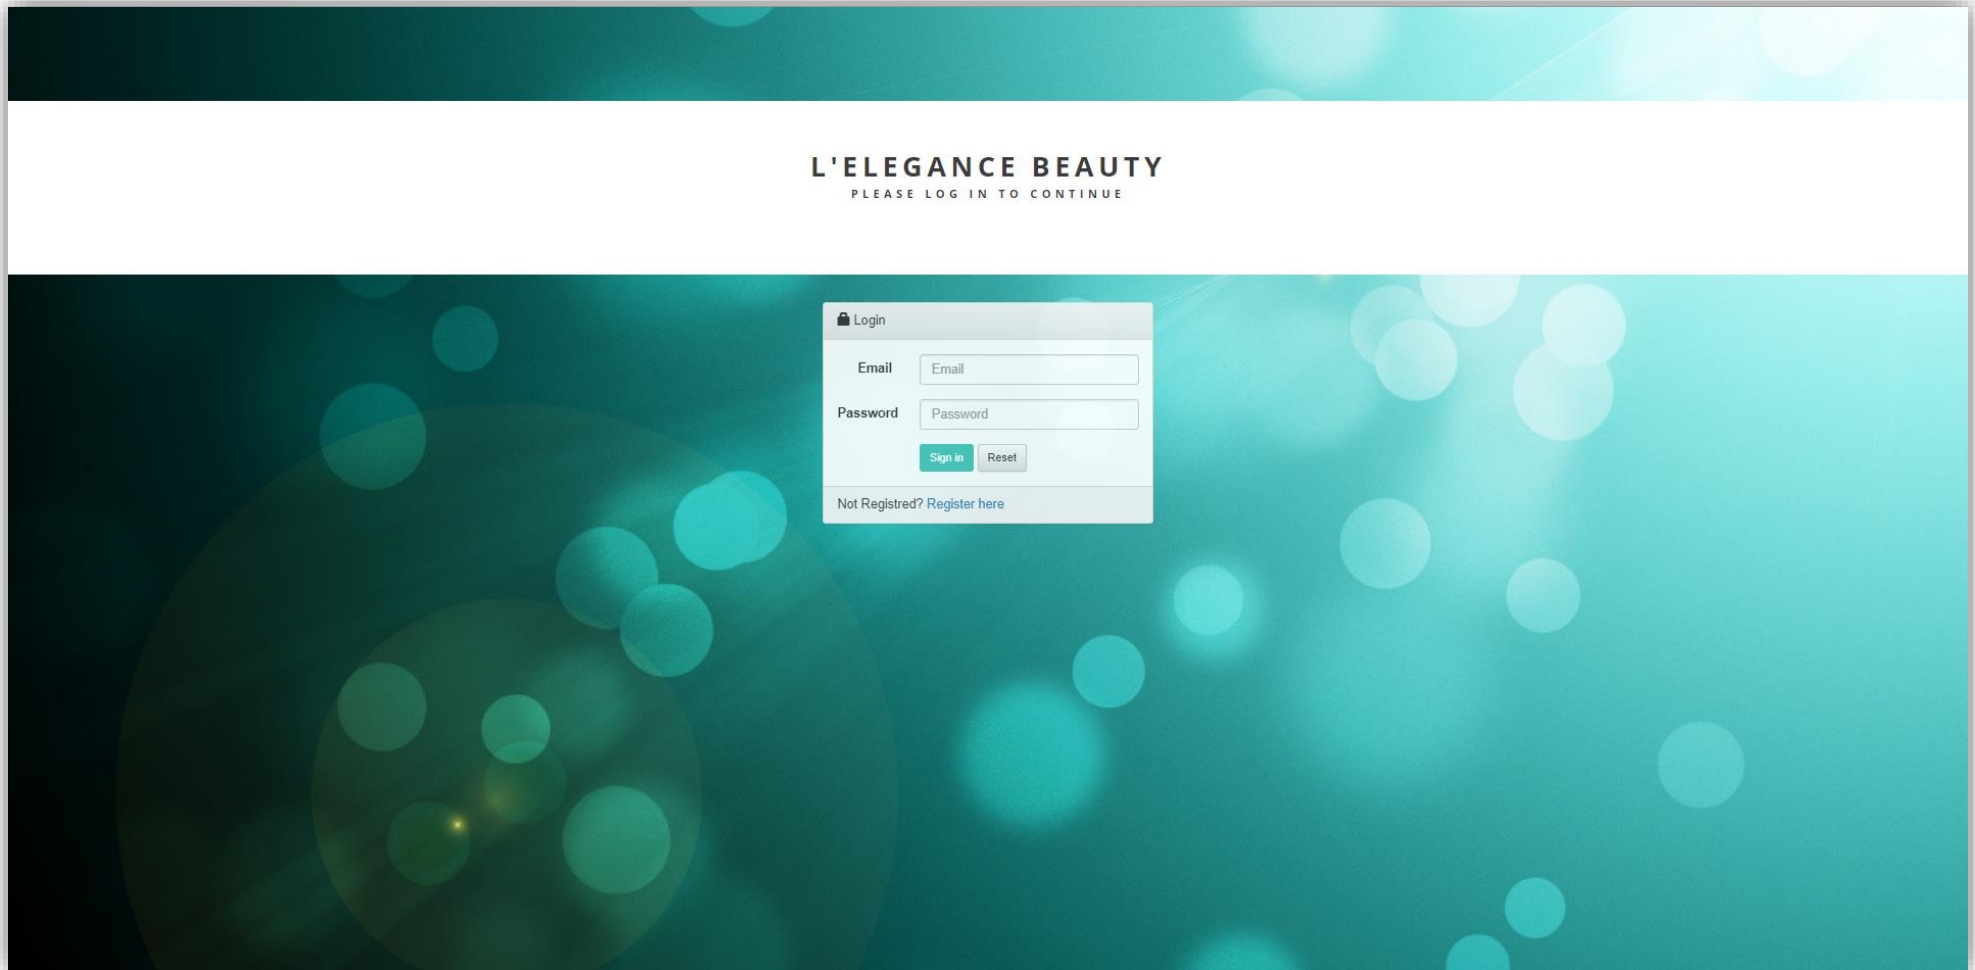 L'ELEGANCE BEAUTY
PLEASE LOG IN TO CONTINUE
Login
Email Email
Password Password
Sign in Reset
Not Registred? Register here